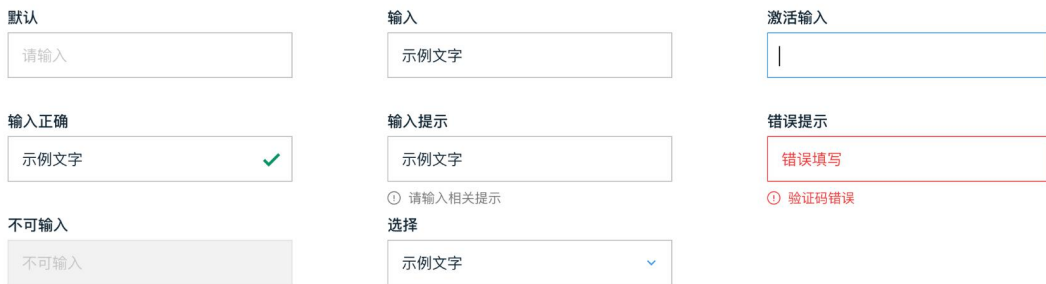 默认
输入
激活输入
请输入
示例文字
输入正确
输入提示
错误提示
示例文字
示例文字
错误填写
请输入相关提示
验证码错误
不可输入
选择
不可输入
示例文字